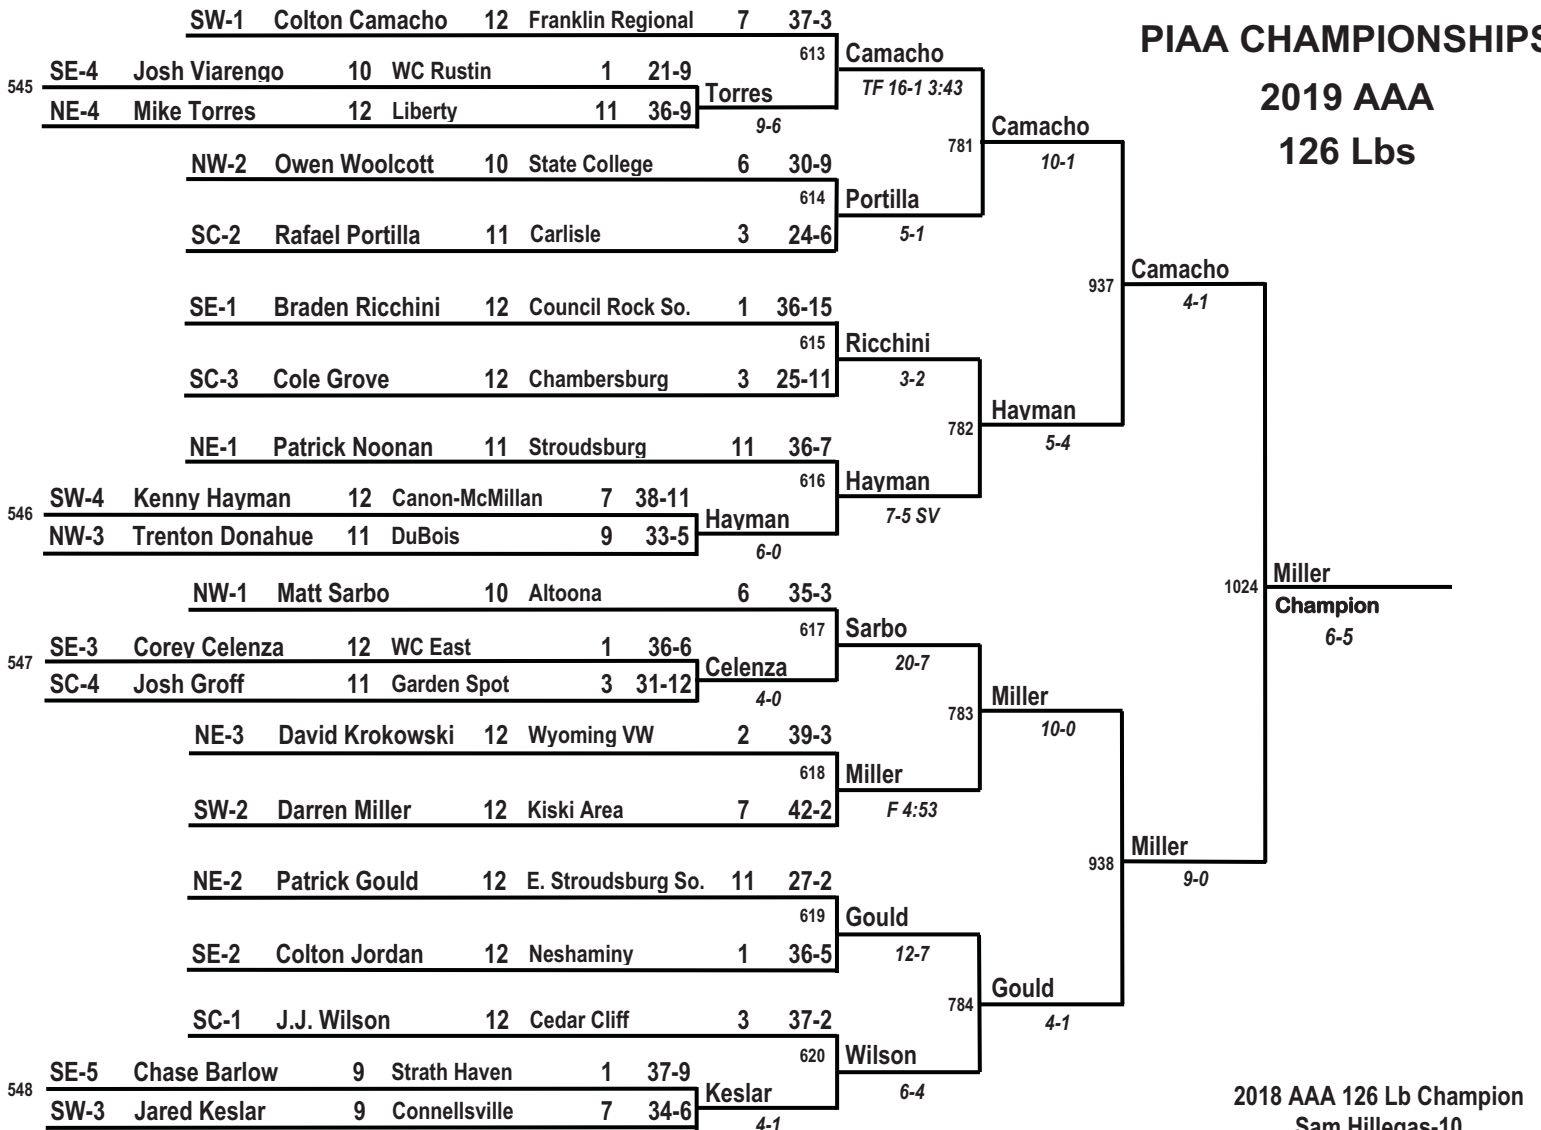 SW-1 Colton Camacho 12 Franklin Regional 7 37-3
PIAA CHAMPIONSHIPS
613 Camacho
545 SE-4 Josh Viarengo 10 WC Rustin 1 21-9
TF 16-1 3:43
2019 AAA
Torres
NE-4 Mike Torres 12 Liberty 11 36-9
9-6
Camacho
781
10-1
126 Lbs
NW-2 Owen Woolcott 10 State College 6 30-9
614 Portilla
5-1
SC-2 Rafael Portilla 11 Carlisle 3 24-6
Camacho
937
4-1
SE-1 Braden Ricchini 12 Council Rock So. 1 36-15
615 Ricchini
3-2
SC-3 Cole Grove 12 Chambersburg 3 25-11
Hayman
782
5-4
NE-1 Patrick Noonan 11 Stroudsburg 11 36-7
616 Hayman
7-5 SV
546 SW-4 Kenny Hayman 12 Canon-McMillan 7 38-11
Hayman
NW-3 Trenton Donahue 11 DuBois 9 33-5
6-0
Miller
1024
Champion
6-5
NW-1 Matt Sarbo 10 Altoona 6 35-3
617 Sarbo
20-7
547 SE-3 Corey Celenza 12 WC East 1 36-6
Celenza
SC-4 Josh Groff 11 Garden Spot 3 31-12
4-0
Miller
783
10-0
NE-3 David Krokowski 12 Wyoming VW 2 39-3
618 Miller
F 4:53
SW-2 Darren Miller 12 Kiski Area 7 42-2
Miller
938
9-0
NE-2 Patrick Gould 12 E. Stroudsburg So. 11 27-2
619 Gould
12-7
SE-2 Colton Jordan 12 Neshaminy 1 36-5
Gould
784
4-1
SC-1 J.J. Wilson 12 Cedar Cliff 3 37-2
620 Wilson
6-4
548 SE-5 Chase Barlow 9 Strath Haven 1 37-9
Keslar
SW-3 Jared Keslar 9 Connellsville 7 34-6
4-1
2018 AAA 126 Lb Champion
Sam Hillegas-10